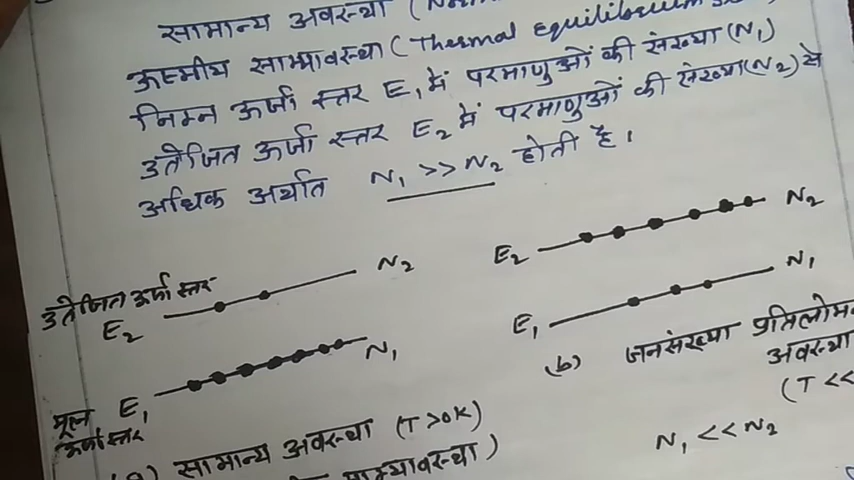 सामान्य अवस्था (
ऊष्मीय साम्यावस्था ( Thermal Equilibrium
निम्न ऊर्जा स्तर E₁ में परमाणुओं की संख्या (N₁)
उतेजित ऊर्जा स्तर E₂ में परमाणुओं की संख्या (N₂) से
अधिक अर्थात N₁ >> N₂ होती है।
उतेजित ऊर्जा स्तर
E₂
N₂
मूल ऊर्जा स्तर
E₁
N₁
(a) सामान्य अवस्था (T>0K)
साम्यावस्था )
E₂
N₂
E₁
N₁
(b) जनसंख्या प्रतिलोम
अवस्था
(T <<
N₁ << N₂